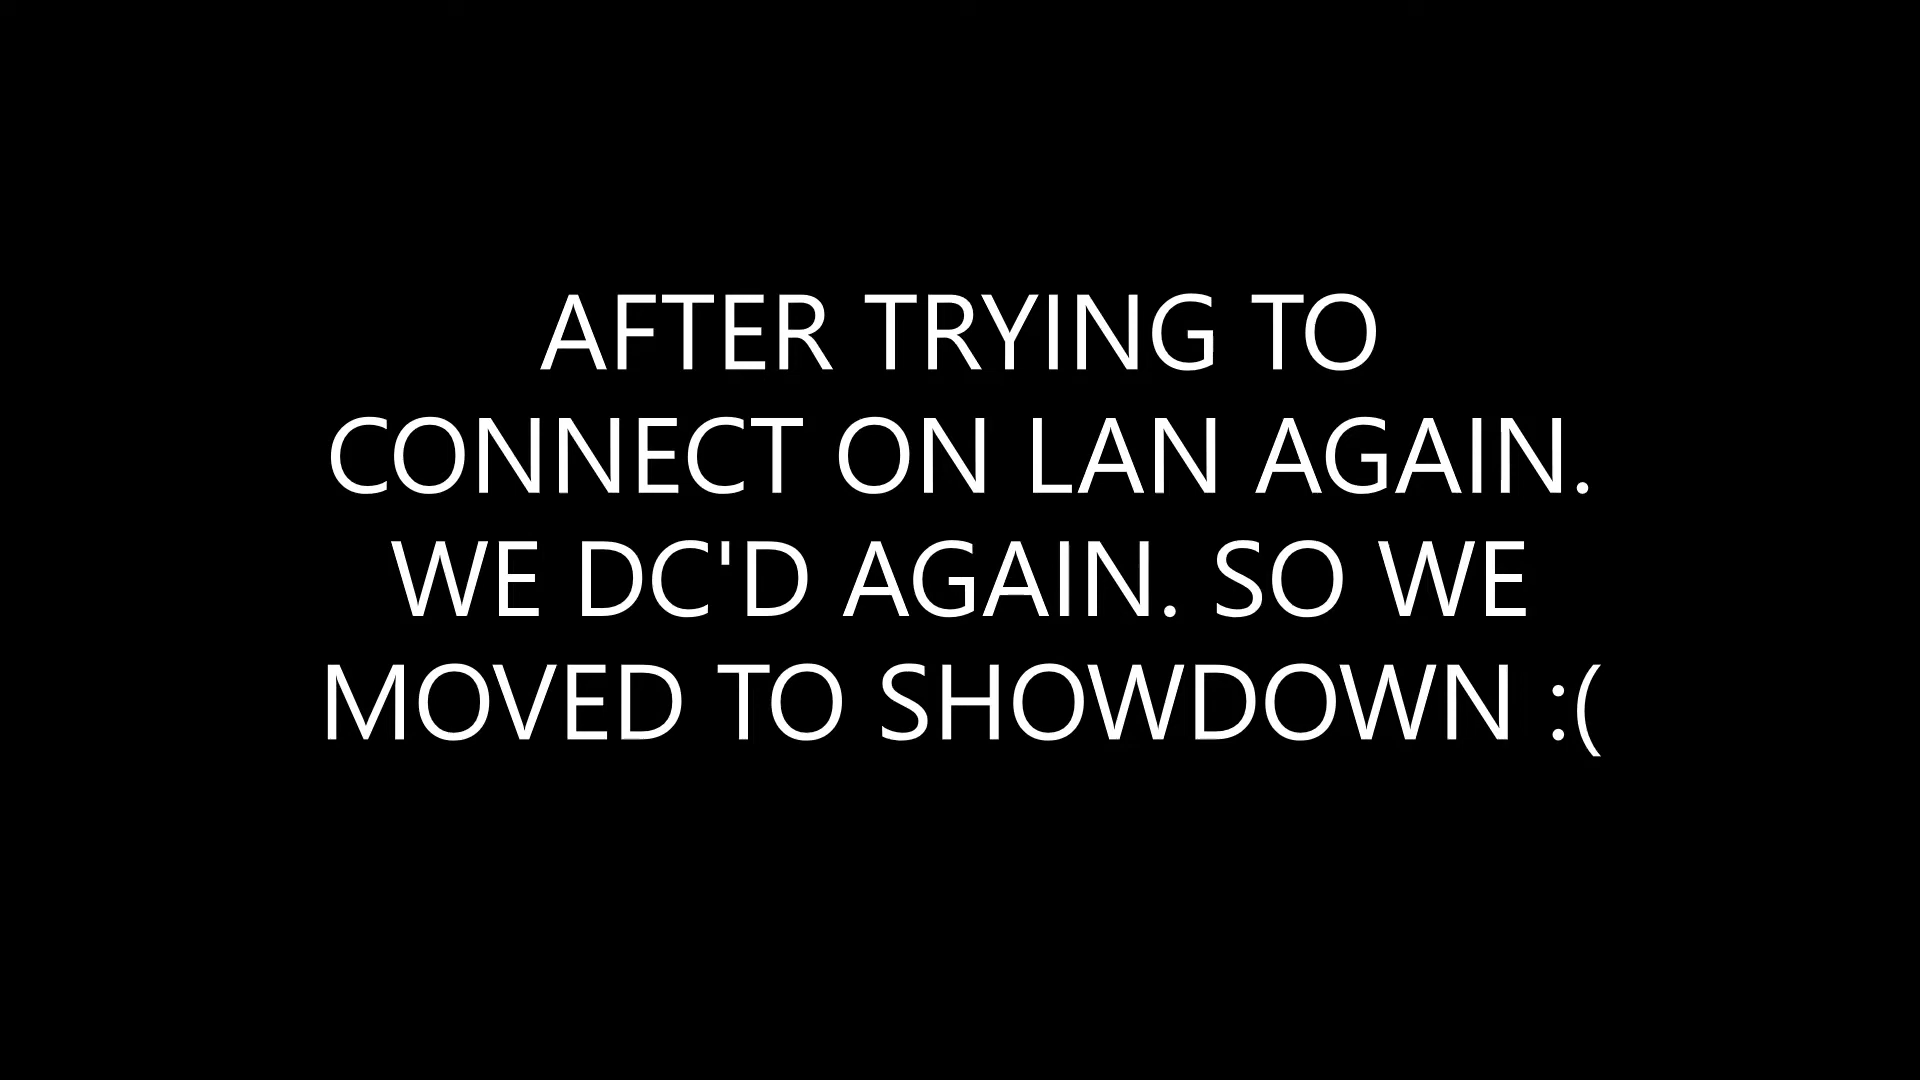 AFTER TRYING TO
CONNECT ON LAN AGAIN.
WE DC'D AGAIN. SO WE
MOVED TO SHOWDOWN :(